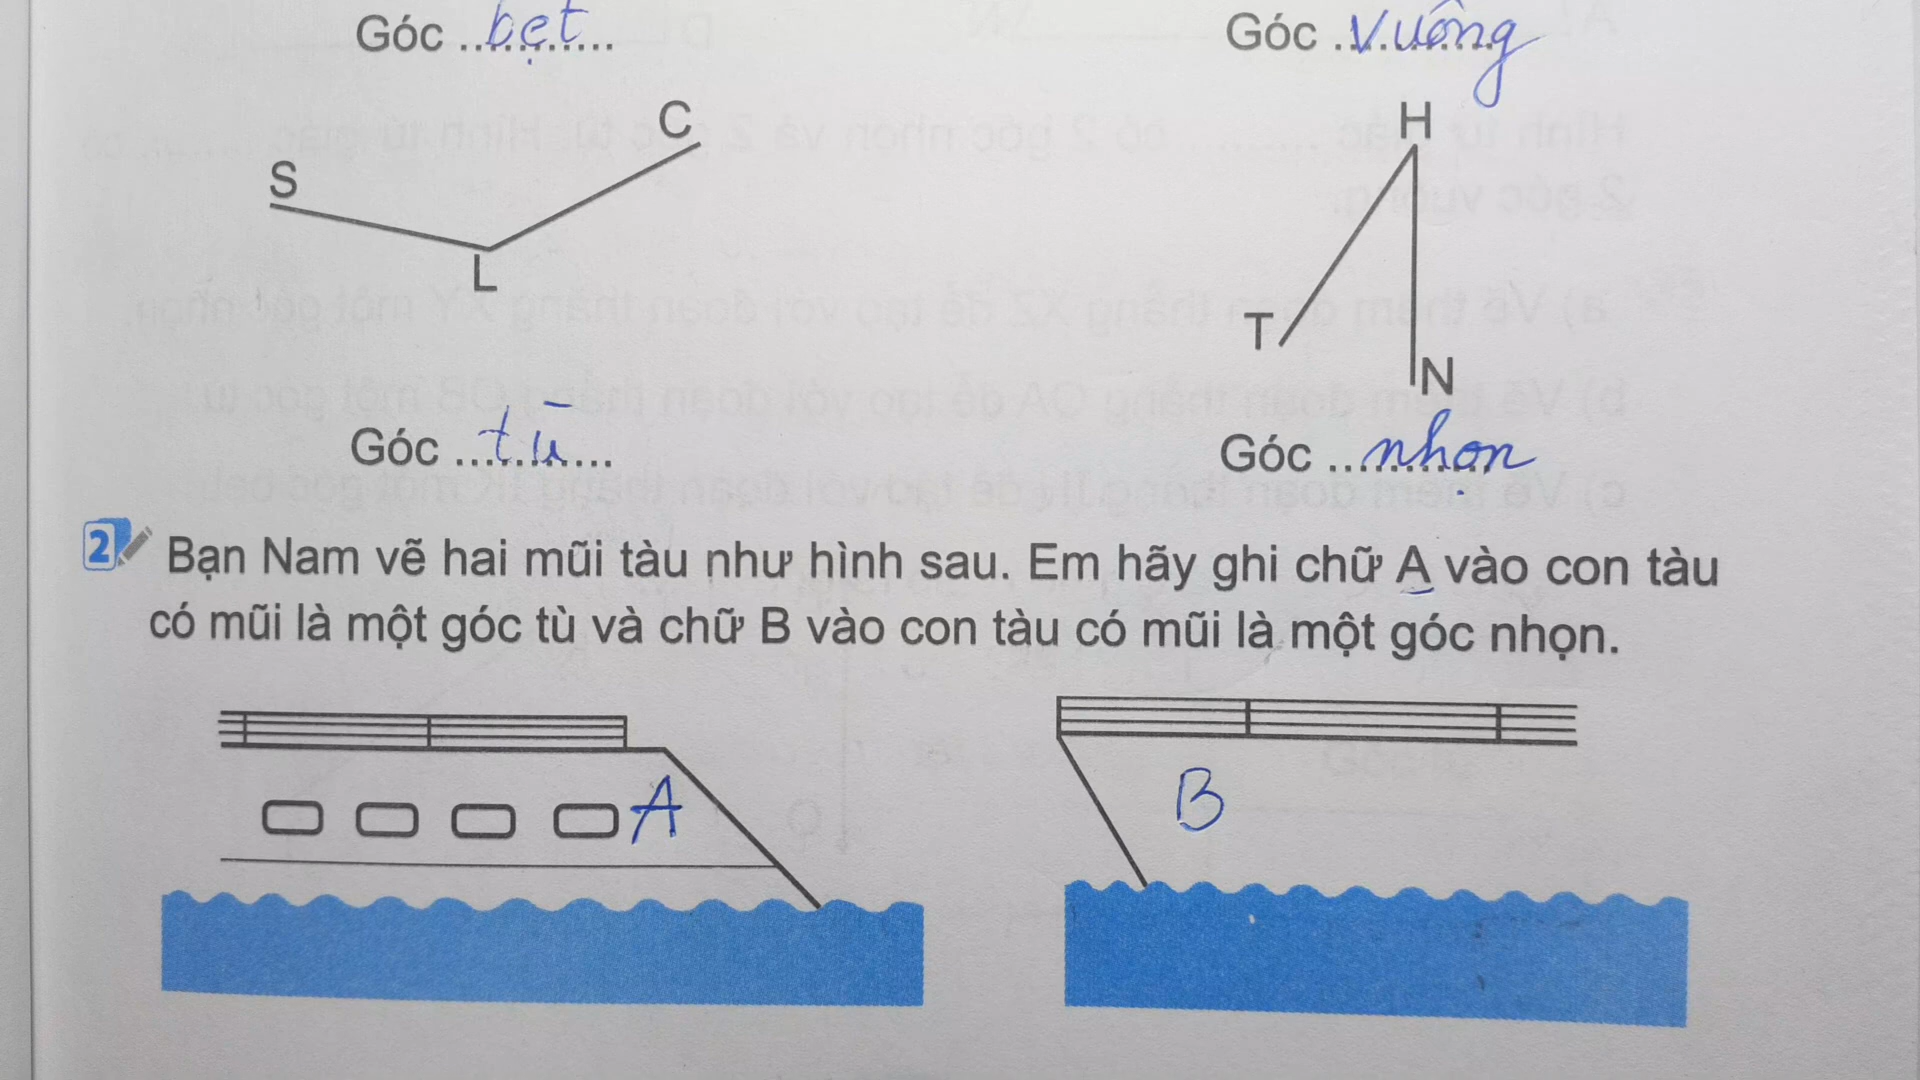 Góc bẹt
Góc vuông
S
C
L
H
T
N
Góc tù
Góc nhọn
2 Bạn Nam vẽ hai mũi tàu như hình sau. Em hãy ghi chữ A vào con tàu
có mũi là một góc tù và chữ B vào con tàu có mũi là một góc nhọn.
A
B